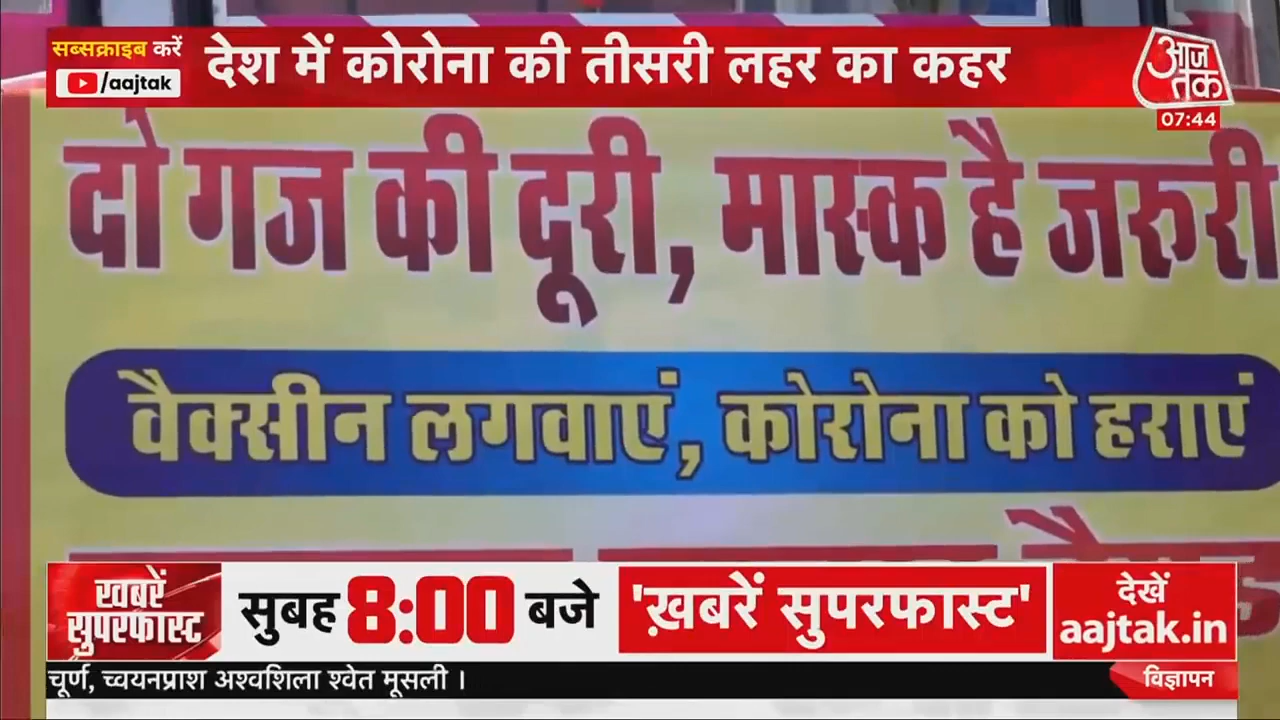 सब्सक्राइब करें
/aajtak
देश में कोरोना की तीसरी लहर का कहर
आज तक
07:44
दो गज की दूरी, मास्क है जरूरी
वैक्सीन लगवाएं, कोरोना को हराएं
ख़बरें सुपरफास्ट
सुबह 8:00 बजे
'ख़बरें सुपरफास्ट'
देखें
aajtak.in
चूर्ण, च्वयनप्राश अश्वशिला श्वेत मूसली ।
विज्ञापन